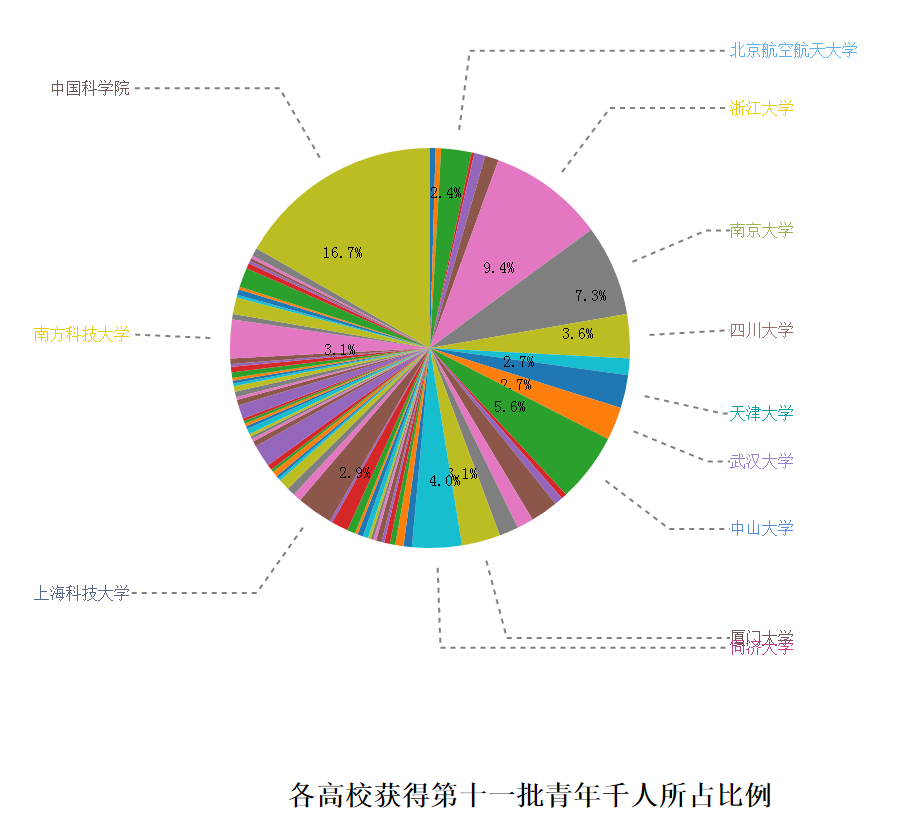 北京航空航天大学
中国科学院
浙江大学
2.4%
南京大学
16.7%
9.4%
7.3%
南方科技大学
四川大学
3.6%
3.1%
2.7%
2.7%
天津大学
5.6%
武汉大学
2.9%
3.1%
4.0%
中山大学
上海科技大学
厦门大学
同济大学
各高校获得第十一批青年千人所占比例